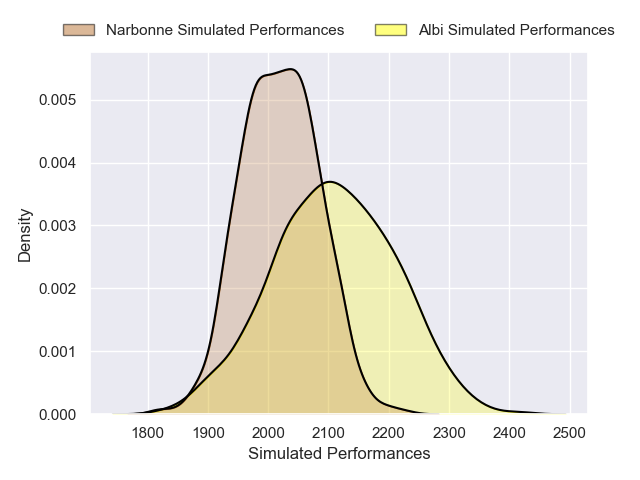 Narbonne Simulated Performances Albi Simulated Performances
0.005
0.004
0.003
0.002
0.001
0.000
Density
1800 1900 2000 2100 2200 2300 2400 2500
Simulated Performances